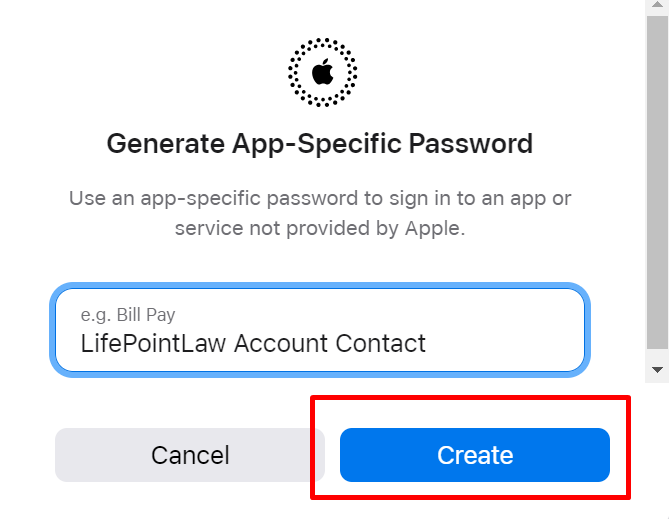 Generate App-Specific Password
Use an app-specific password to sign in to an app or
service not provided by Apple.
e.g. Bill Pay
LifePointLaw Account Contact
Cancel
Create